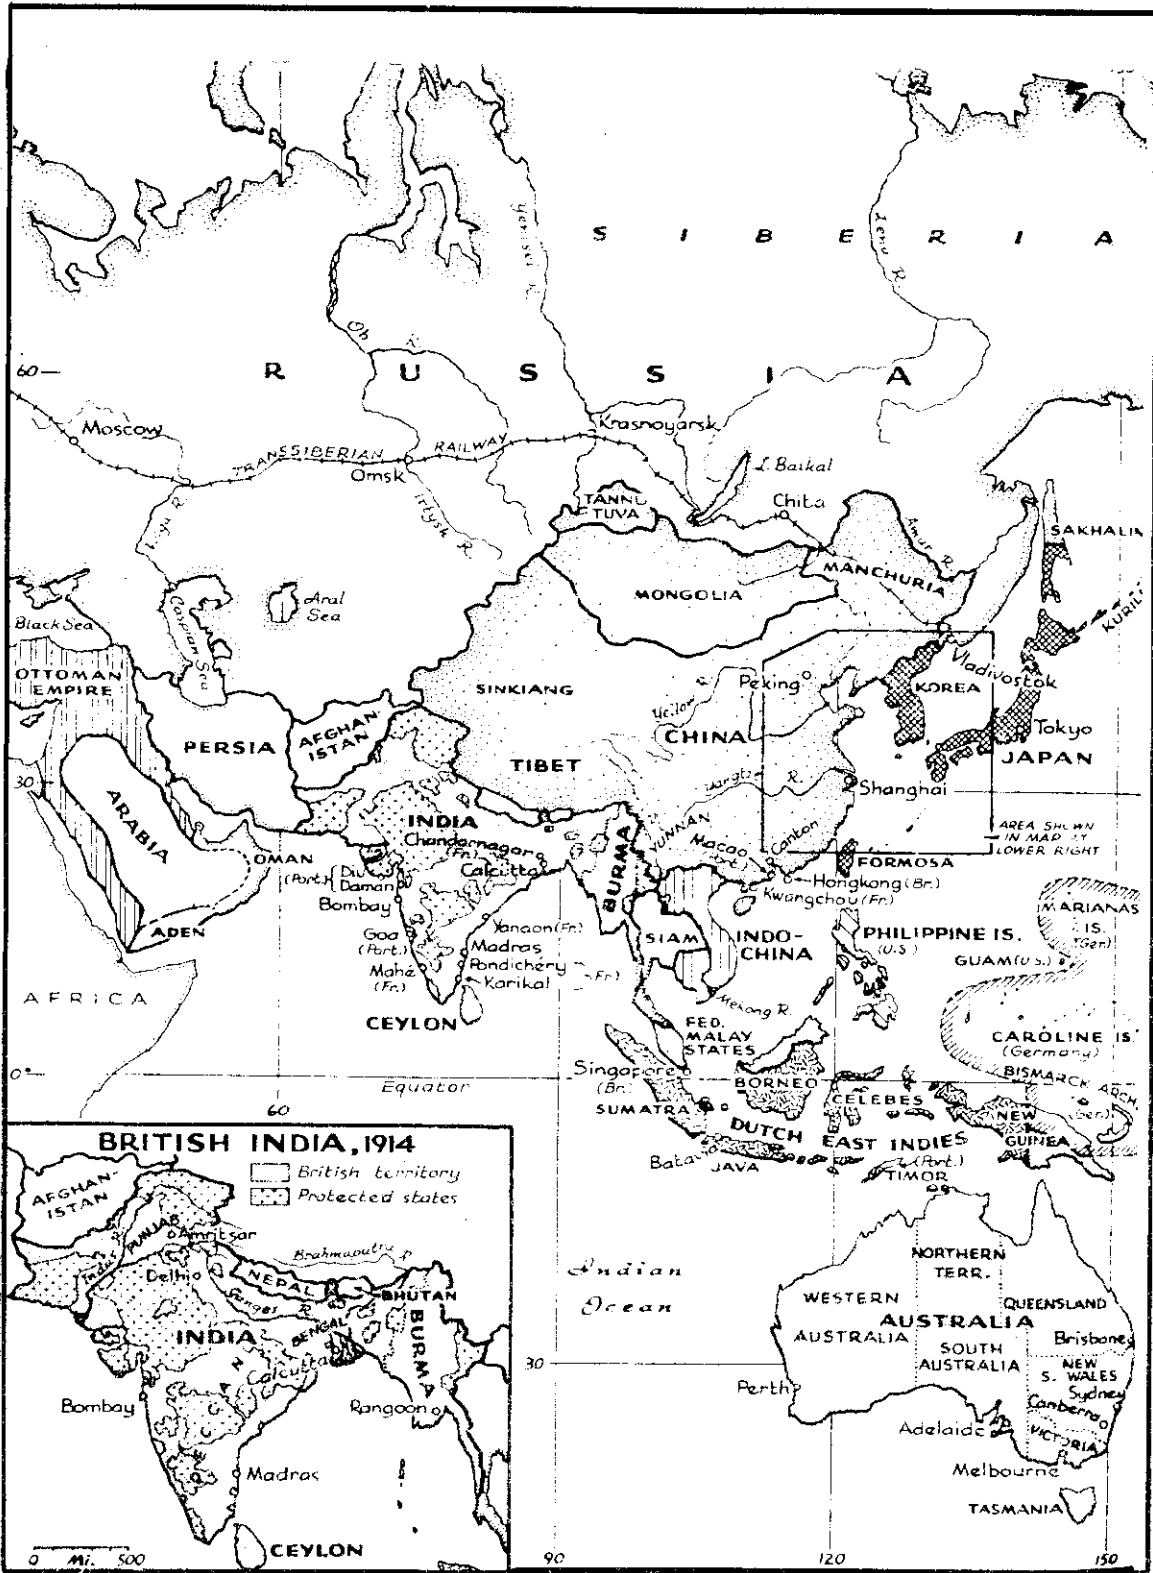 S I B E R I A
Yenisei R.
Lena R.
Ob R.
60
R U S S I A
Moscow
Krasnoyarsk
TRANSSIBERIAN RAILWAY
Omsk
L. Baikal
Irtysh R.
TANNU
TUVA
Chita
Amur R.
SAKHALIN
MANCHURIA
MONGOLIA
Aral
Sea
Caspian Sea
Black Sea
KURILE
OTTOMAN
EMPIRE
Vladivostok
SINKIANG
Peking
KOREA
AFGHAN-
ISTAN
PERSIA
CHINA
Tokyo
JAPAN
TIBET
Yangtze R.
Shanghai
30
ARABIA
INDIA
Chandarnagar
(Fr.)
BURMA
YUNNAN
Macao
(Port.)
Canton
AREA SHOWN
IN MAP AT
LOWER RIGHT
OMAN
Diu
(Port.)
Daman
Calcutta
FORMOSA
Hongkong (Br.)
Kwangchou (Fr.)
Bombay
ADEN
Yanaon (Fr.)
Goa
(Port.)
Madras
SIAM
INDO-
CHINA
PHILIPPINE IS.
(U.S.)
MARIANAS
IS.
(Ger.)
GUAM (U.S.)
Mahé
(Fr.)
Pondichery
(Fr.)
Karikal
AFRICA
CEYLON
Mekong R.
FED.
MALAY
STATES
CAROLINE IS.
(Germany)
BISMARCK ARCH.
(Ger.)
0°
Equator
Singapore
(Br.)
BORNEO
CELEBES
SUMATRA
NEW
GUINEA
60
DUTCH EAST INDIES
Batavia
JAVA
(Port.)
TIMOR
BRITISH INDIA, 1914
British territory
Protected states
AFGHAN-
ISTAN
PUNJAB
Amritsar
Indus R.
Brahmaputra R.
Delhi
NEPAL
Ganges R.
BHUTAN
INDIA
BENGAL
Calcutta
DECCAN
BURMA
Bombay
Rangoon
Madras
0 Mi. 500
CEYLON
Indian
Ocean
NORTHERN
TERR.
WESTERN
AUSTRALIA
QUEENSLAND
AUSTRALIA
SOUTH
AUSTRALIA
Brisbane
30
NEW
S. WALES
Perth
Sydney
Canberra
Adelaide
VICTORIA
Melbourne
TASMANIA
90
120
150